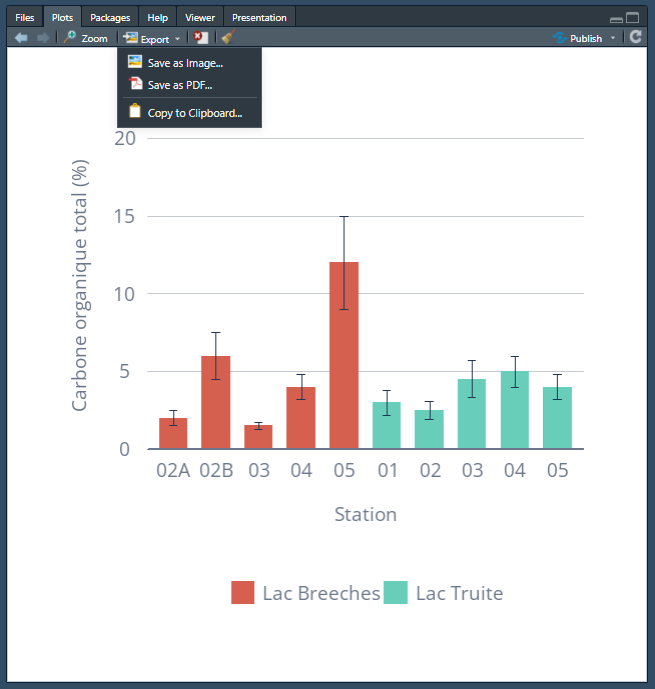 Files Plots Packages Help Viewer Presentation
Zoom Export Publish
Save as Image...
Save as PDF...
Copy to Clipboard...
Carbone organique total (%)
20
15
10
5
0
02A 02B 03 04 05 01 02 03 04 05
Station
Lac Breeches Lac Truite